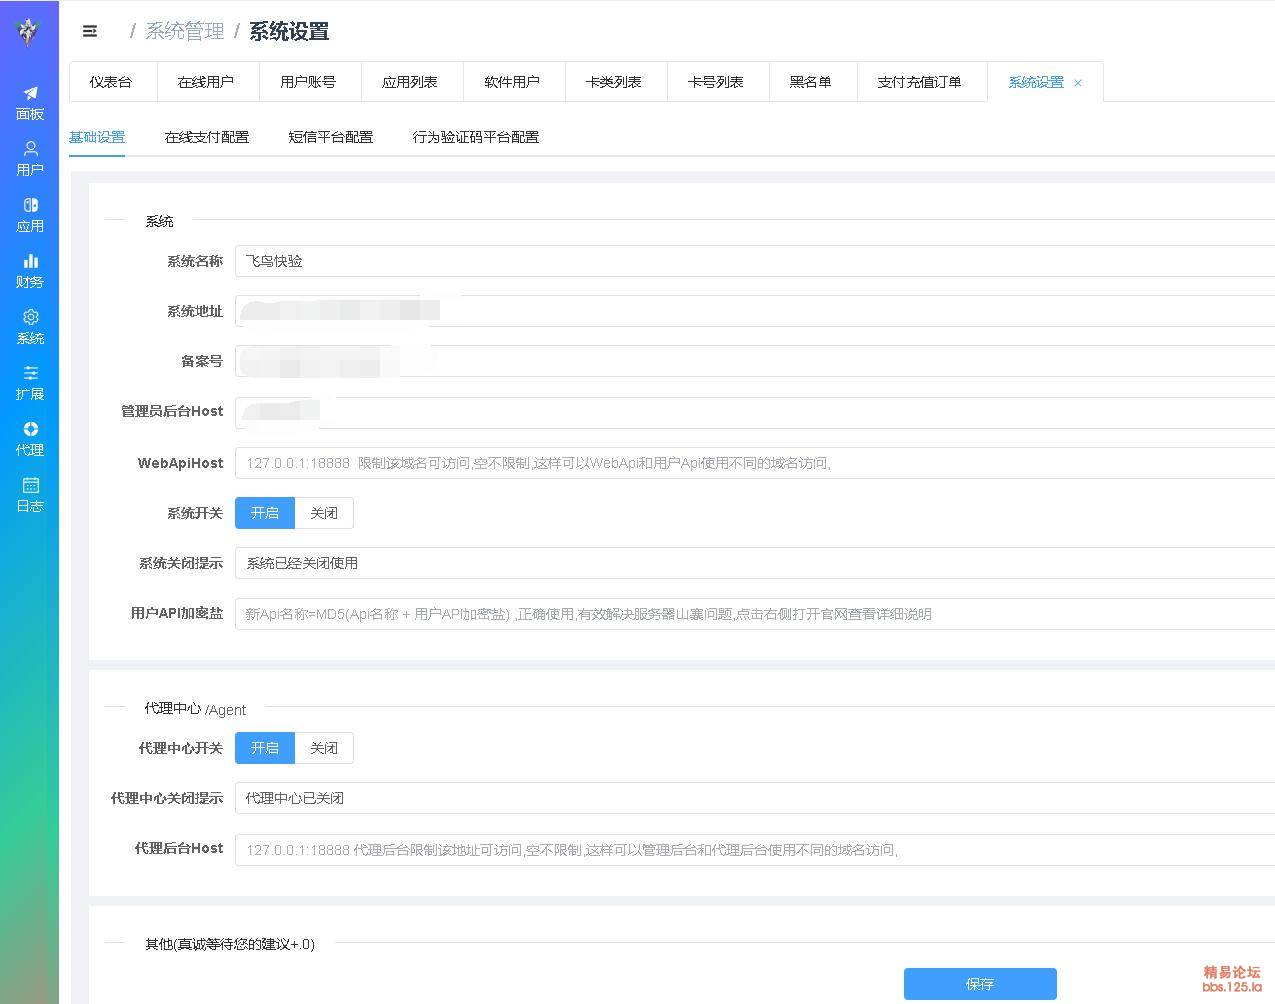 / 系统管理 / 系统设置
仪表台 在线用户 用户账号 应用列表 软件用户 卡类列表 卡号列表 黑名单 支付充值订单 系统设置 ×
面板
用户
应用
财务
系统
扩展
代理
日志
基础设置 在线支付配置 短信平台配置 行为验证码平台配置
系统
系统名称 飞鸟快验
系统地址
备案号
管理员后台Host
WebApiHost 127.0.0.1:18888 限制该域名可访问,空不限制,这样可以WebApi和用户Api使用不同的域名访问,
系统开关 开启 关闭
系统关闭提示 系统已经关闭使用
用户API加密盐 新Api名称=MD5(Api名称 + 用户API加密盐) ,正确使用,有效解决服务器山寨问题,点击右侧打开官网查看详细说明
代理中心 /Agent
代理中心开关 开启 关闭
代理中心关闭提示 代理中心已关闭
代理后台Host 127.0.0.1:18888 代理后台限制该地址可访问,空不限制,这样可以管理后台和代理后台使用不同的域名访问,
其他(真诚等待您的建议+.0)
保存
精易论坛
bbs.125.la